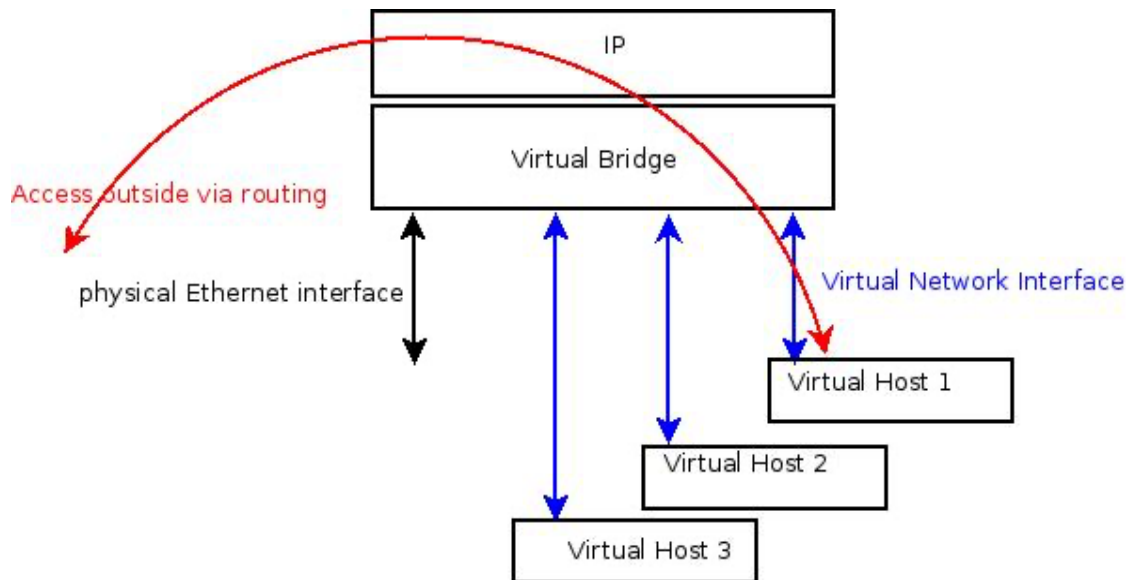 IP
Virtual Bridge
Access outside via routing
physical Ethernet interface
Virtual Network Interface
Virtual Host 1
Virtual Host 2
Virtual Host 3